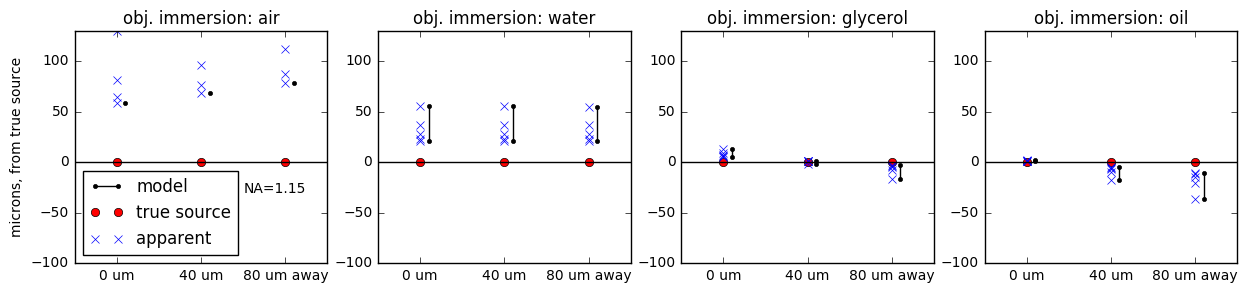 obj. immersion: air
obj. immersion: water
obj. immersion: glycerol
obj. immersion: oil
microns, from true source
100
50
0
−50
−100
model
true source
apparent
NA=1.15
0 um
40 um
80 um away
100
50
0
−50
−100
0 um
40 um
80 um away
100
50
0
−50
−100
0 um
40 um
80 um away
100
50
0
−50
−100
0 um
40 um
80 um away